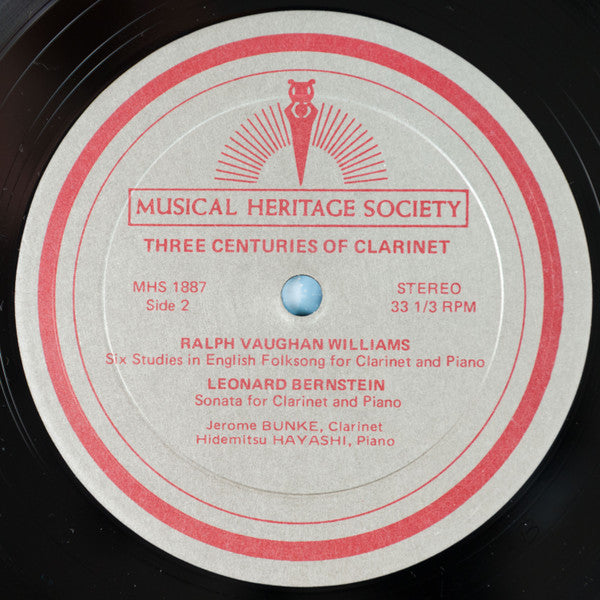 MUSICAL HERITAGE SOCIETY
THREE CENTURIES OF CLARINET
MHS 1887
Side 2
STEREO
33 1/3 RPM
RALPH VAUGHAN WILLIAMS
Six Studies in English Folksong for Clarinet and Piano
LEONARD BERNSTEIN
Sonata for Clarinet and Piano
Jerome BUNKE, Clarinet
Hidemitsu HAYASHI, Piano